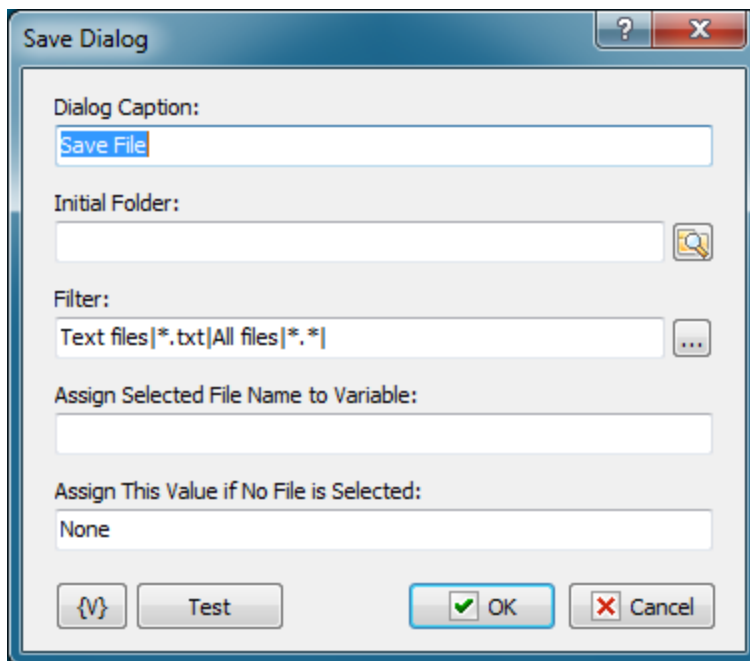 Save Dialog
?
Dialog Caption:
Save File
Initial Folder:
Filter:
Text files|*.txt|All files|*.*|
...
Assign Selected File Name to Variable:
Assign This Value if No File is Selected:
None
{V} Test OK Cancel